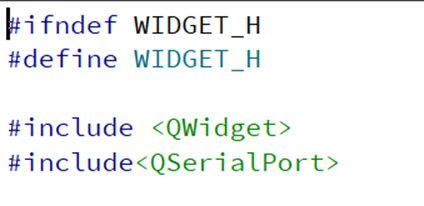 #ifndef WIDGET_H
#define WIDGET_H
#include <QWidget>
#include<QSerialPort>